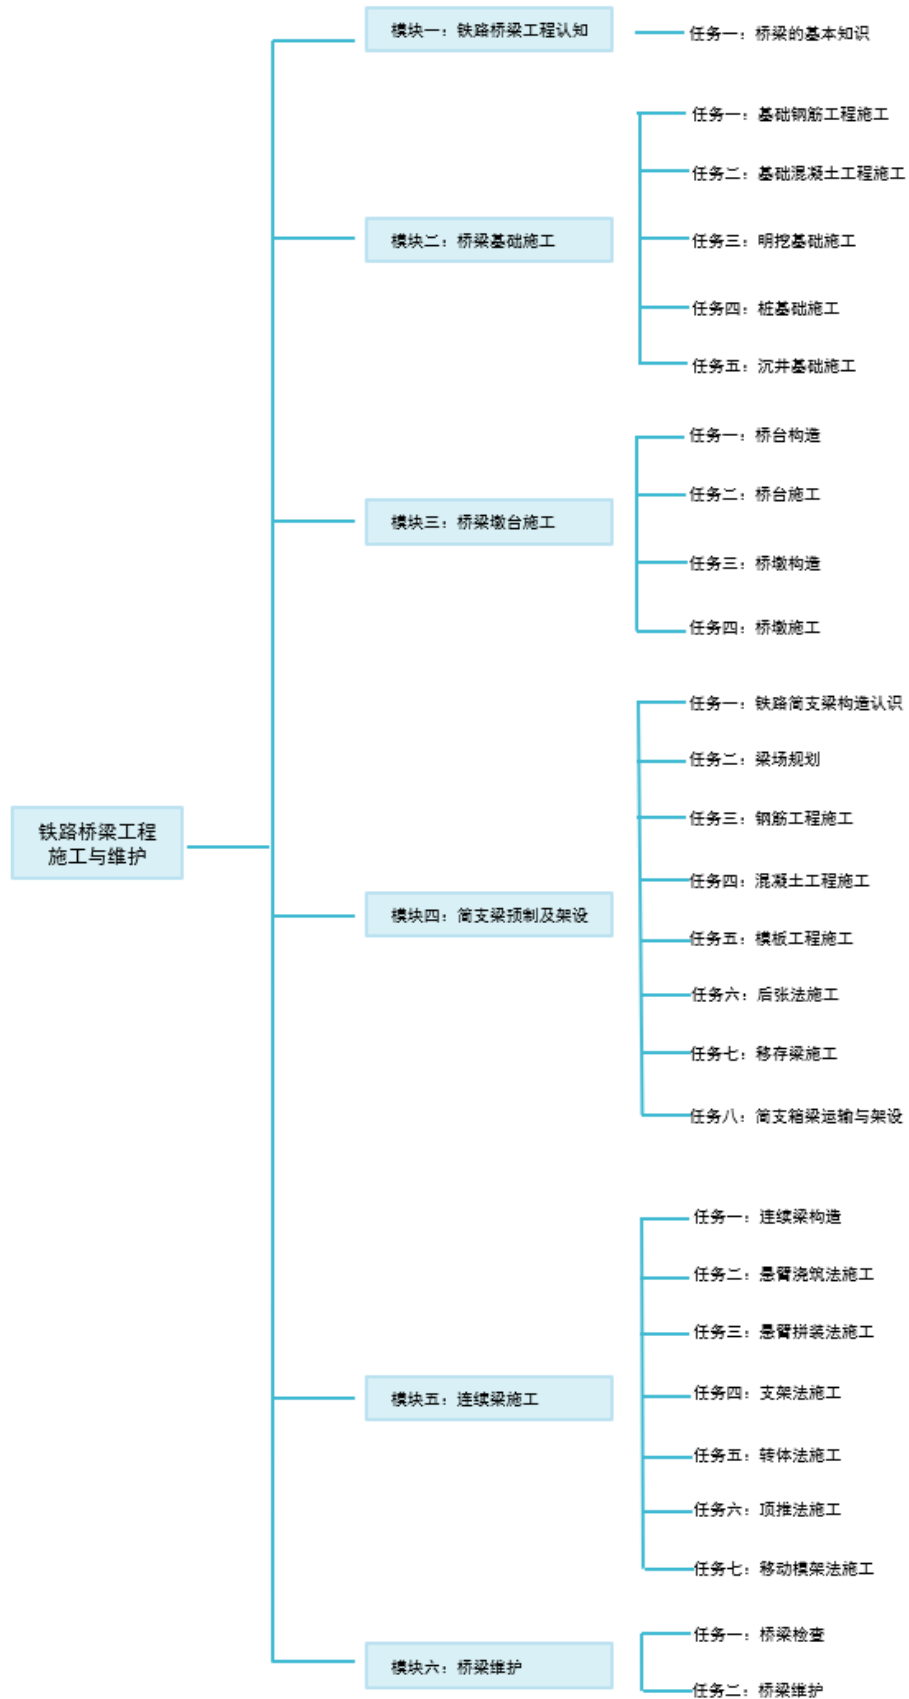 铁路桥梁工程
施工与维护
模块一：铁路桥梁工程认知
任务一：桥梁的基本知识
模块二：桥梁基础施工
任务一：基础钢筋工程施工
任务二：基础混凝土工程施工
任务三：明挖基础施工
任务四：桩基础施工
任务五：沉井基础施工
模块三：桥梁墩台施工
任务一：桥台构造
任务二：桥台施工
任务三：桥墩构造
任务四：桥墩施工
模块四：简支梁预制及架设
任务一：铁路简支梁构造认识
任务二：梁场规划
任务三：钢筋工程施工
任务四：混凝土工程施工
任务五：模板工程施工
任务六：后张法施工
任务七：移存梁施工
任务八：简支箱梁运输与架设
模块五：连续梁施工
任务一：连续梁构造
任务二：悬臂浇筑法施工
任务三：悬臂拼装法施工
任务四：支架法施工
任务五：转体法施工
任务六：顶推法施工
任务七：移动模架法施工
模块六：桥梁维护
任务一：桥梁检查
任务二：桥梁维护